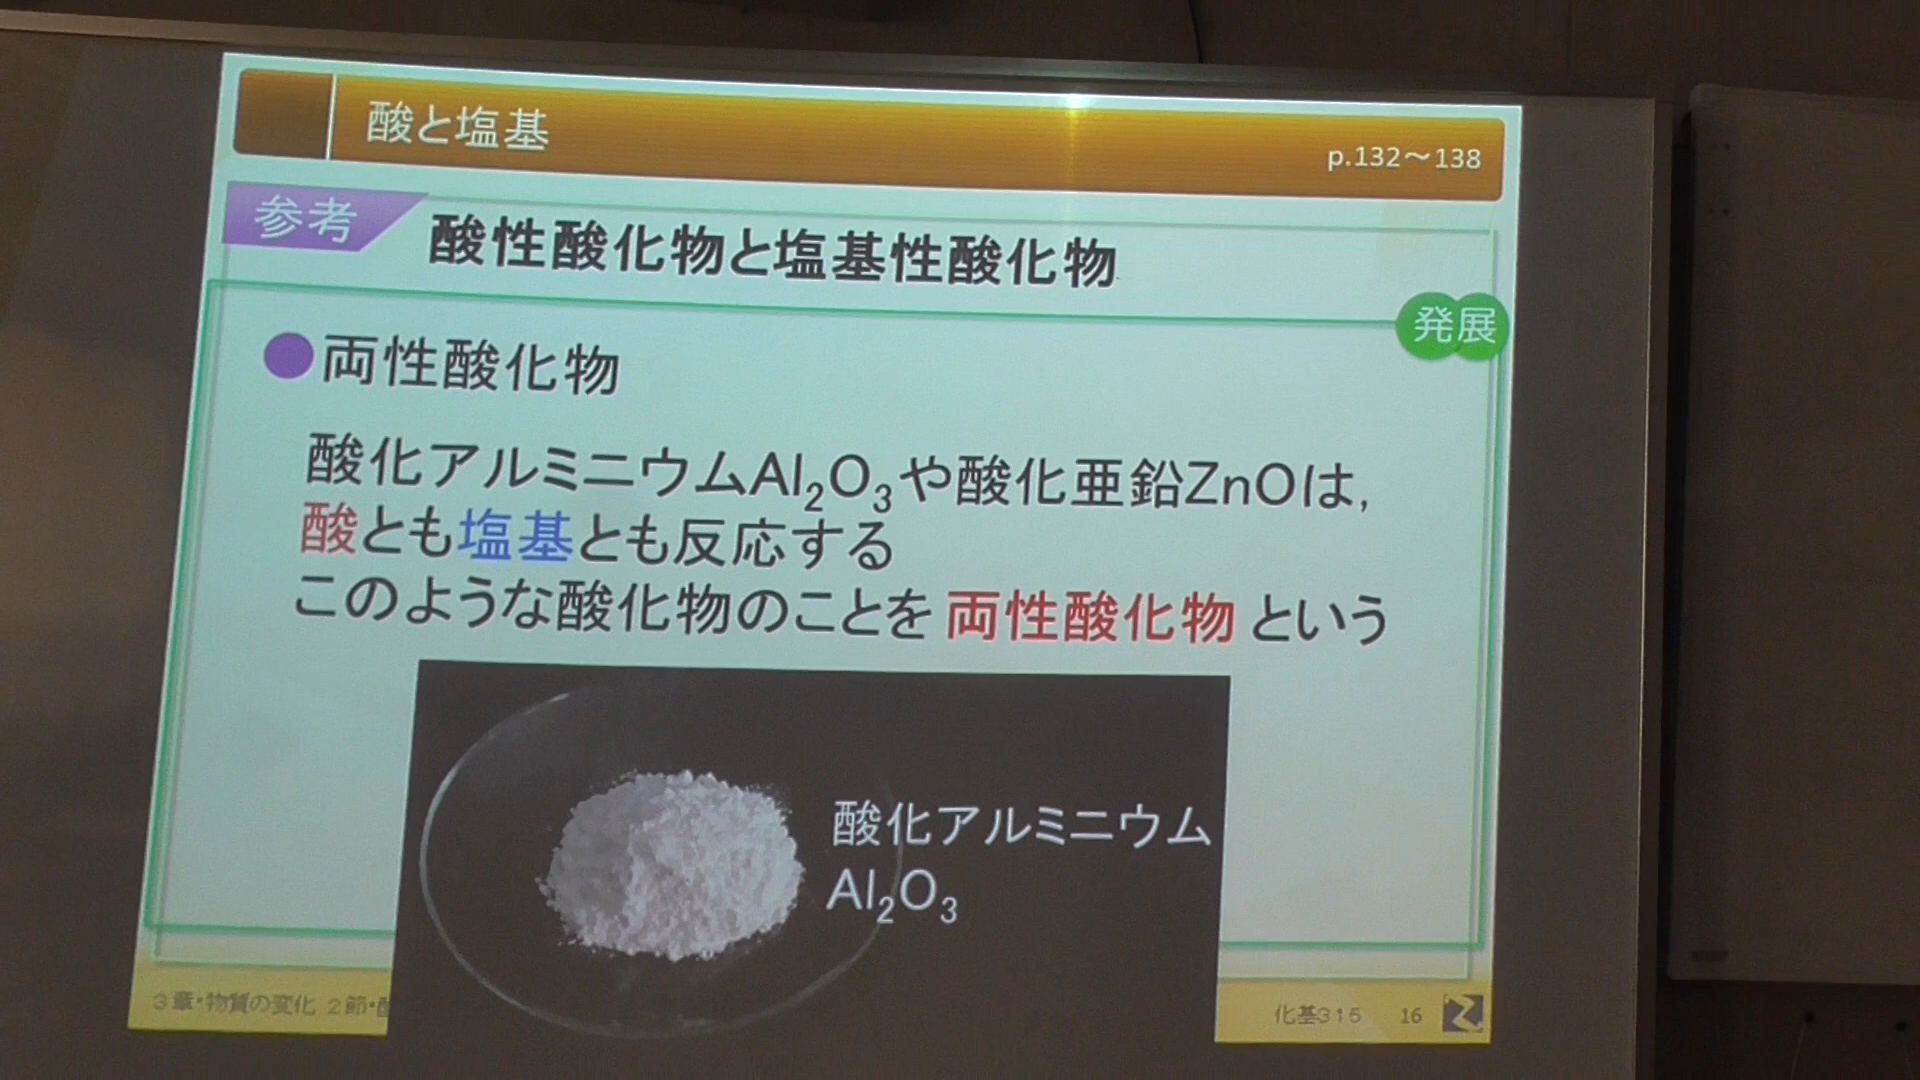 酸と塩基
p.132～138
参考
酸性酸化物と塩基性酸化物
発展
●両性酸化物
酸化アルミニウムAl₂O₃や酸化亜鉛ZnOは,
酸とも塩基とも反応する
このような酸化物のことを 両性酸化物 という
酸化アルミニウム
Al₂O₃
3章・物質の変化 2節・酸
化基315 16